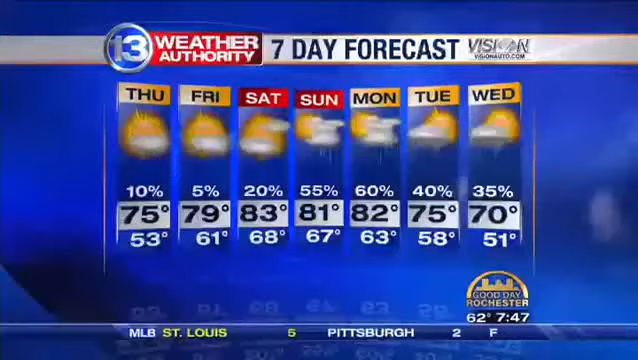 13 WEATHER AUTHORITY 7 DAY FORECAST VISION
VISIONAUTO.COM
THU FRI SAT SUN MON TUE WED
10% 5% 20% 55% 60% 40% 35%
75° 79° 83° 81° 82° 75° 70°
53° 61° 68° 67° 63° 58° 51°
GOOD DAY
ROCHESTER
62° 7:47
MLB ST. LOUIS 5 PITTSBURGH 2 F